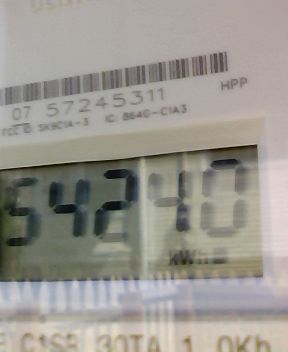 HPP
07 57245311
FCC ID: SK9C1A-3 IC: 864G-C1A3
54240
kWh
C1SR 30TA 1.0Kh